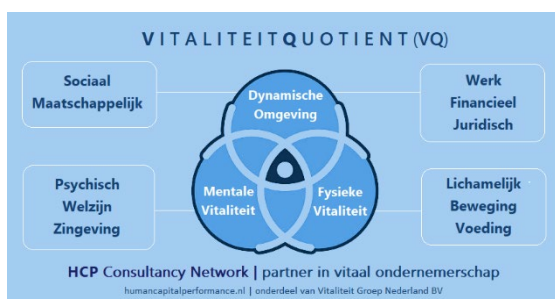 VITALITEITQUOTIENT (VQ)
Sociaal
Maatschappelijk
Dynamische
Omgeving
Werk
Financieel
Juridisch
Psychisch
Welzijn
Zingeving
Mentale
Vitaliteit
Fysieke
Vitaliteit
Lichamelijk
Beweging
Voeding
HCP Consultancy Network | partner in vitaal ondernemerschap
humancapitalperformance.nl | onderdeel van Vitaliteit Groep Nederland BV